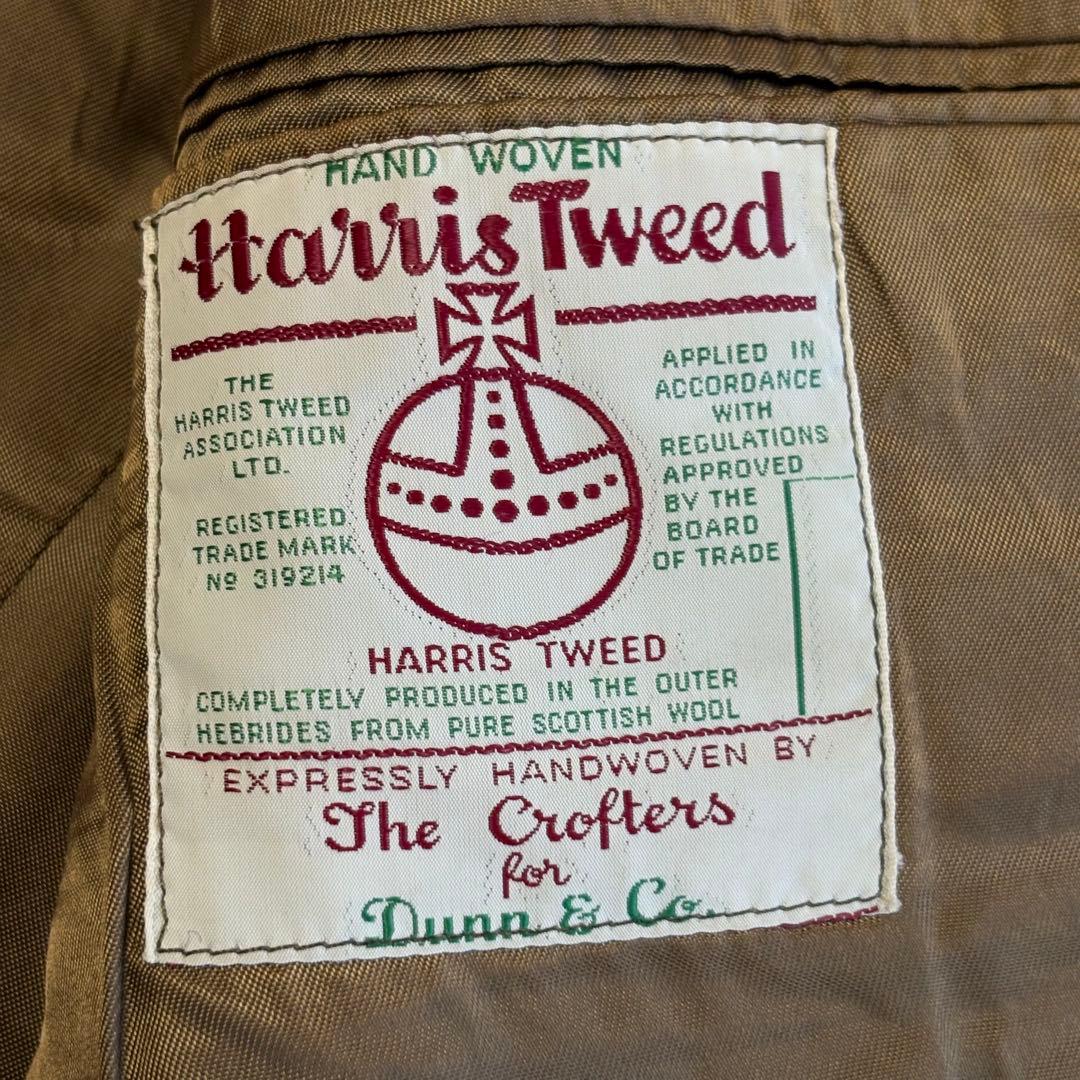 HAND WOVEN
Harris Tweed
THE
HARRIS TWEED
ASSOCIATION
LTD.
REGISTERED
TRADE MARK
Nº 319214
APPLIED IN
ACCORDANCE
WITH
REGULATIONS
APPROVED
BY THE
BOARD
OF TRADE
HARRIS TWEED
COMPLETELY PRODUCED IN THE OUTER
HEBRIDES FROM PURE SCOTTISH WOOL
EXPRESSLY HANDWOVEN BY
The Crofters
for
Dunn & Co.